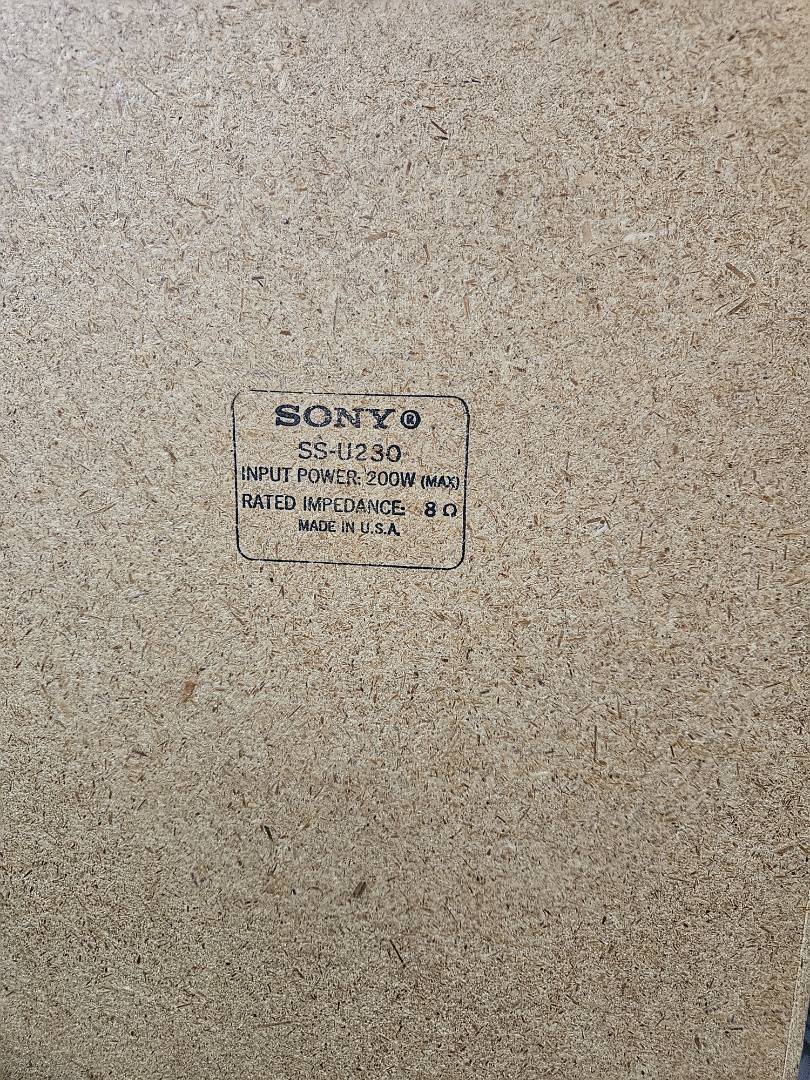 SONY®
SS-U230
INPUT POWER: 200W (MAX)
RATED IMPEDANCE: 8 Ω
MADE IN U.S.A.